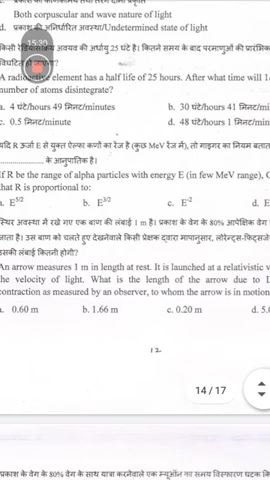 Both corpuscular and wave nature of light
d. प्रकाश की अनिर्धारित अवस्था/Undetermined state of light
किसी रेडियोसक्रिय अवयव की अर्धायु 25 घंटे है। कितने समय के बाद परमाणुओं की प्रारंभिक
15:20
A radioactive element has a half life of 25 hours. After what time will 1/
number of atoms disintegrate?
a. 4 घंटे/hours 49 मिनट/minutes
b. 30 घंटे/hours 41 मिनट/mi
c. 0.5 मिनट/minute
d. 48 घंटे/hours 1 मिनट/min
यदि R ऊर्जा E से युक्त ऐल्फा कणों का रेंज है (कुछ MeV रेंज में), तो गाइगर का नियम बताता
.................... के आनुपातिक है।
If R be the range of alpha particles with energy E (in few MeV range), G
that R is proportional to:
a. E5/2
b. E3/2
c. E-2
d. E
स्थिर अवस्था में रखे गए एक बाण की लंबाई 1 m है। प्रकाश के वेग के 80% आपेक्षिक वेग
जाता है। उस बाण को चलते हुए देखनेवाले किसी प्रेक्षक द्वारा मापानुसार, लोरेन्ट्स-फिट्सजे
उसकी लंबाई कितनी होगी?
An arrow measures 1 m in length at rest. It is launched at a relativistic v
the velocity of light. What is the length of the arrow due to L
contraction as measured by an observer, to whom the arrow is in motion
a. 0.60 m
b. 1.66 m
c. 0.20 m
d. 5.0
12
14 / 17
प्रकाश के वेग के 80% वेग के साथ यात्रा करनेवाले एक म्यूऑन का समय विस्फारण घटक कि